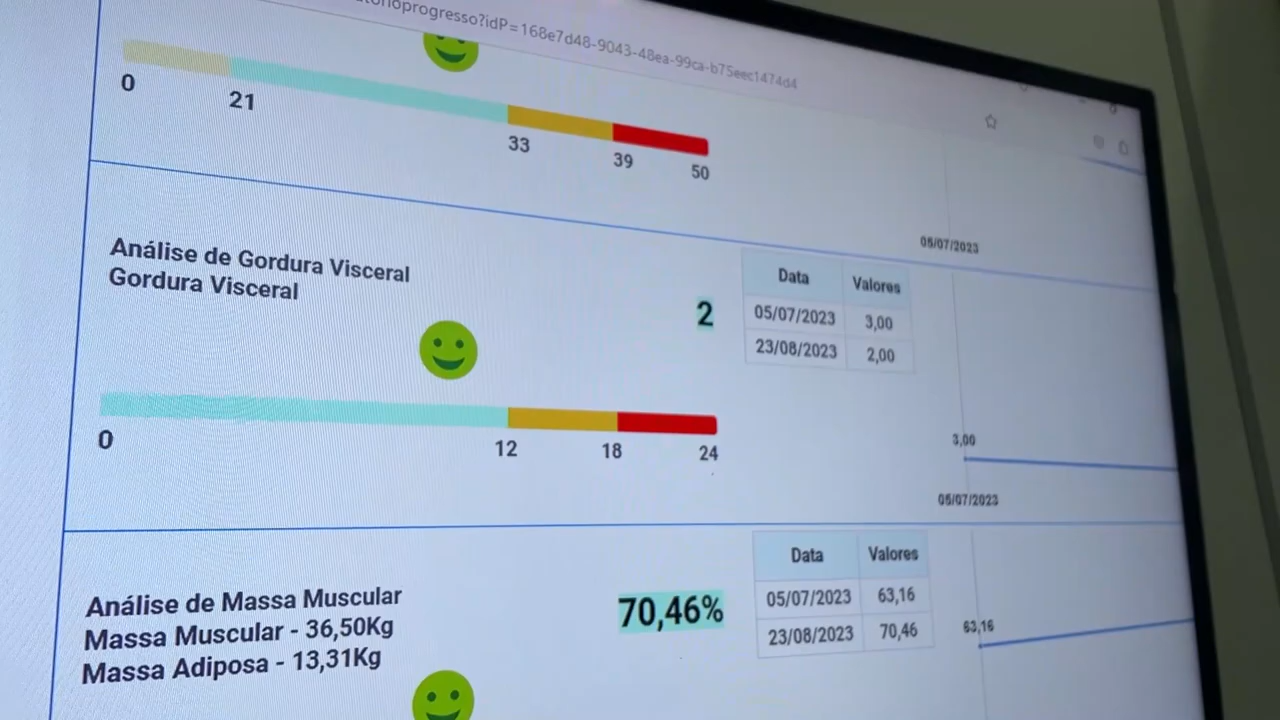 oprogresso?idP=168e7d48-9043-48ea-99ca-b75eec1474d4
0 21 33 39 50
05/07/2023
Análise de Gordura Visceral
Gordura Visceral
2
Data Valores
05/07/2023 3,00
23/08/2023 2,00
0 12 18 24
3,00
05/07/2023
Análise de Massa Muscular
Massa Muscular - 36,50Kg
Massa Adiposa - 13,31Kg
70,46%
Data Valores
05/07/2023 63,16
23/08/2023 70,46
63,16